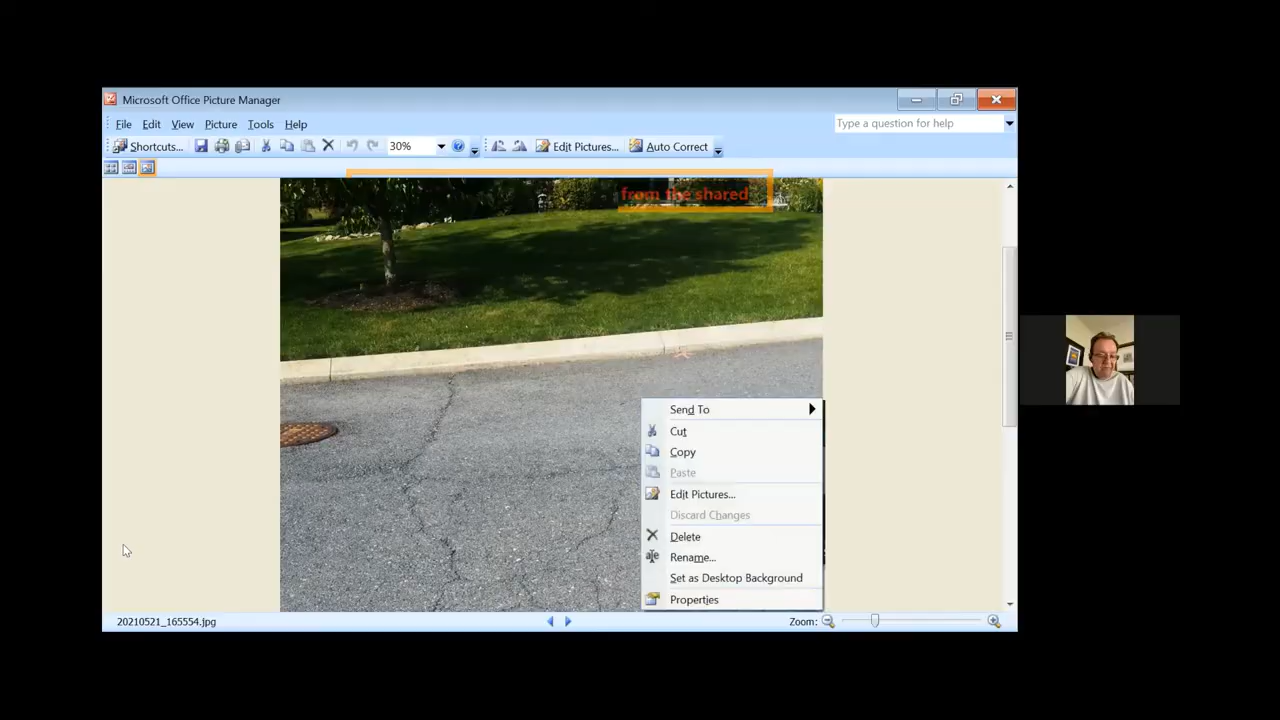 Microsoft Office Picture Manager
File Edit View Picture Tools Help
Type a question for help
Shortcuts... 30% Edit Pictures... Auto Correct
from the shared
Send To
Cut
Copy
Paste
Edit Pictures...
Discard Changes
Delete
Rename...
Set as Desktop Background
Properties
20210521_165554.jpg
Zoom: